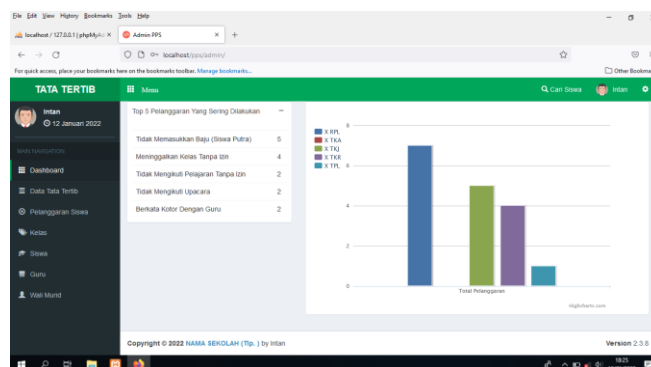 File Edit View History Bookmarks Tools Help
localhost / 127.0.0.1 | phpMyA
Admin PPS
localhost/pps/admin/
For quick access, place your bookmarks here on the bookmarks toolbar. Manage bookmarks...
Other Bookma
TATA TERTIB
Menu
Cari Siswa
Intan
Intan
12 Januari 2022
MAIN NAVIGATION
Dashboard
Data Tata Tertib
Pelanggaran Siswa
Kelas
Siswa
Guru
Wali Murid
Top 5 Pelanggaran Yang Sering Dilakukan
Tidak Memasukkan Baju (Siswa Putra) 5
Meninggalkan Kelas Tanpa Izin 4
Tidak Mengikuti Pelajaran Tanpa Izin 2
Tidak Mengikuti Upacara 2
Berkata Kotor Dengan Guru 2
X RPL
X TKA
X TKJ
X TKR
X TPL
8
6
4
2
0
Total Pelanggaran
Highcharts.com
Copyright © 2022 NAMA SEKOLAH (Tlp. ) by Intan
Version 2.3.8
18:25